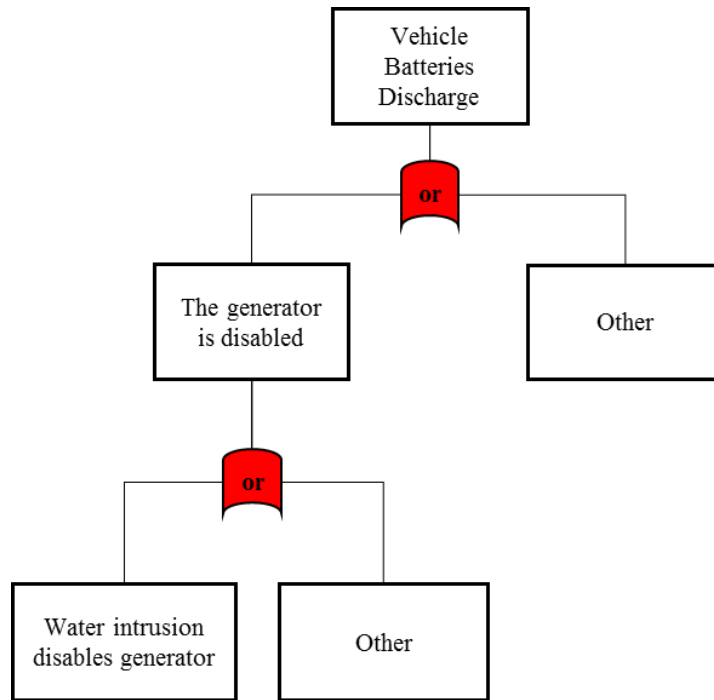 Vehicle
Batteries
Discharge
or
The generator
is disabled
Other
or
Water intrusion
disables generator
Other